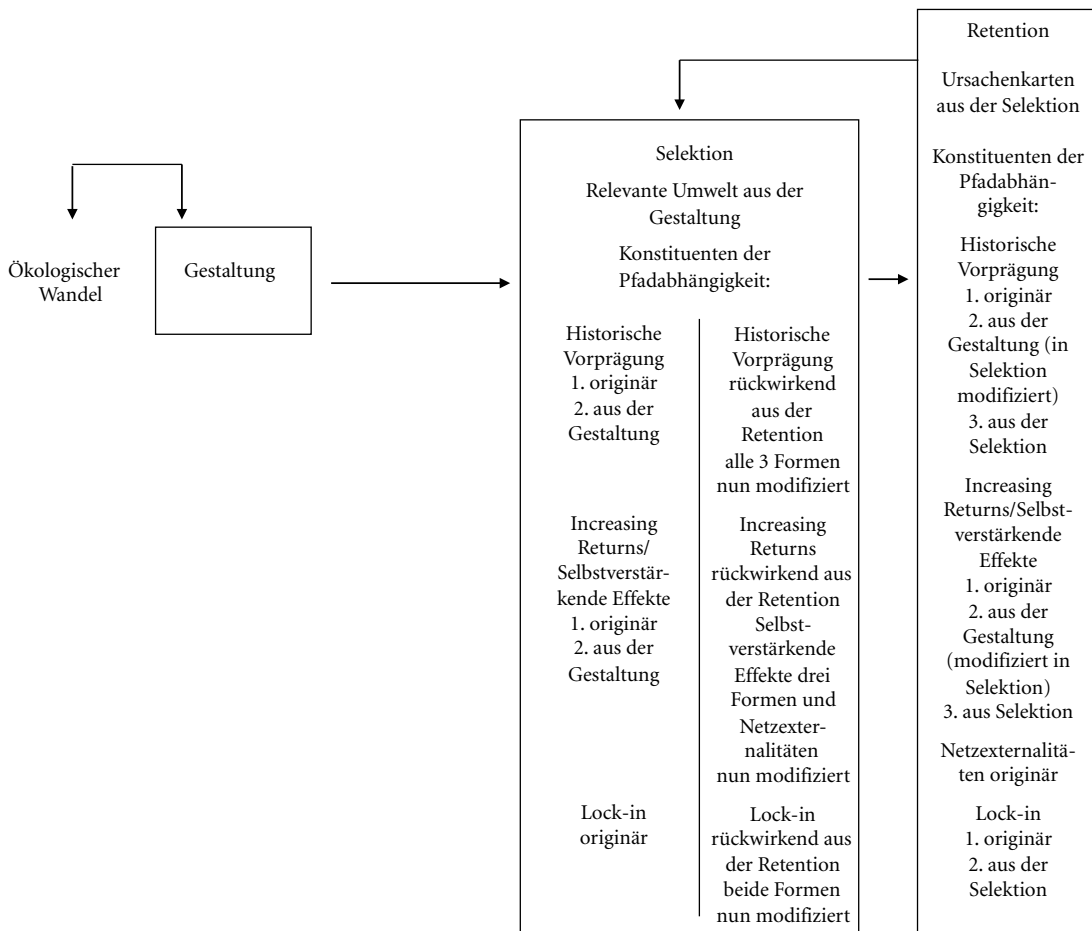 Ökologischer
Wandel
Gestaltung
Selektion
Relevante Umwelt aus der
Gestaltung
Konstituenten der
Pfadabhängigkeit:
Historische
Vorprägung
1. originär
2. aus der
Gestaltung
Increasing
Returns/
Selbstverstär-
kende Effekte
1. originär
2. aus der
Gestaltung
Lock-in
originär
Historische
Vorprägung
rückwirkend
aus der
Retention
alle 3 Formen
nun modifiziert
Increasing
Returns
rückwirkend aus
der Retention
Selbst-
verstärkende
Effekte drei
Formen und
Netzexter-
nalitäten
nun modifiziert
Lock-in
rückwirkend aus
der Retention
beide Formen
nun modifiziert
Retention
Ursachenkarten
aus der Selektion
Konstituenten der
Pfadabhän-
gigkeit:
Historische
Vorprägung
1. originär
2. aus der
Gestaltung (in
Selektion
modifiziert)
3. aus der
Selektion
Increasing
Returns/Selbst-
verstärkende
Effekte
1. originär
2. aus der
Gestaltung
(modifiziert in
Selektion)
3. aus Selektion
Netzexternalitä-
ten originär
Lock-in
1. originär
2. aus der
Selektion